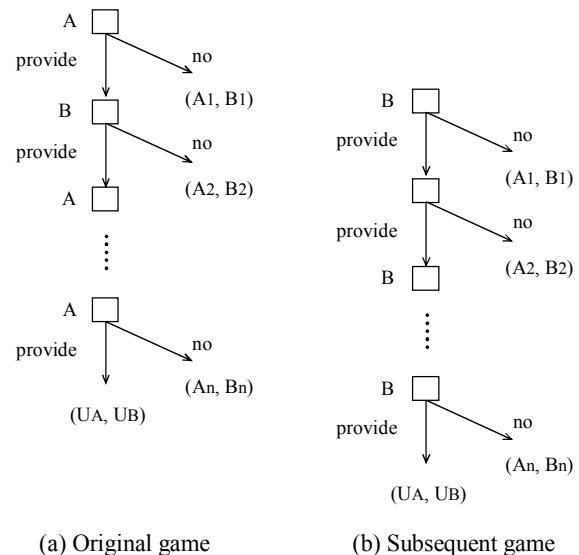 A
provide
no
(A1, B1)
B
provide
no
(A2, B2)
A
A
provide
no
(An, Bn)
(UA, UB)
(a) Original game
B
provide
no
(A1, B1)
provide
no
(A2, B2)
B
B
provide
no
(An, Bn)
(UA, UB)
(b) Subsequent game